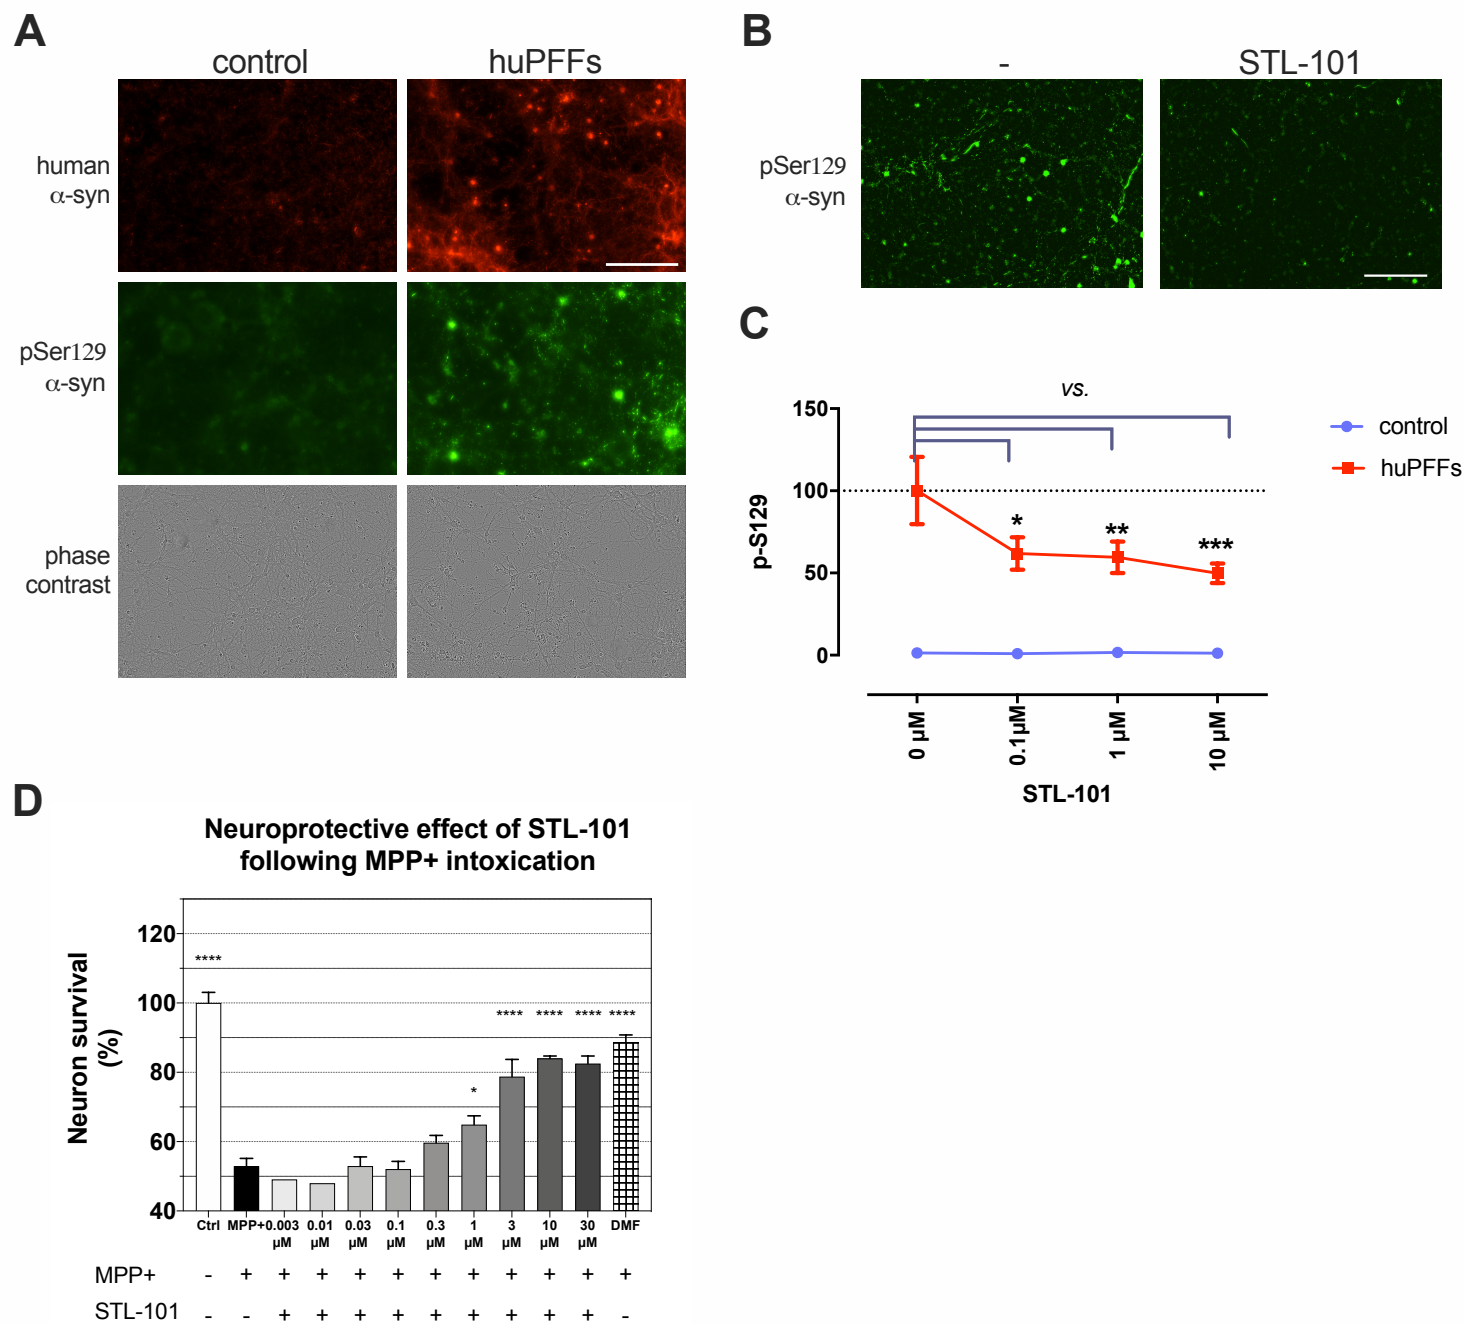 A
control
huPFFs
human
α-syn
pSer129
α-syn
phase
contrast
B
-
STL-101
pSer129
α-syn
C
vs.
150
100
50
0
p-S129
*
**
***
control
huPFFs
0 µM
0.1µM
1 µM
10 µM
STL-101
D
Neuroprotective effect of STL-101
following MPP+ intoxication
Neuron survival
(%)
120
100
80
60
40
****
*
****
****
****
****
Ctrl MPP+ 0.003 0.01 0.03 0.1 0.3 1 3 10 30 DMF
µM µM µM µM µM µM µM µM µM
MPP+ - + + + + + + + + + + +
STL-101 - - + + + + + + + + + -